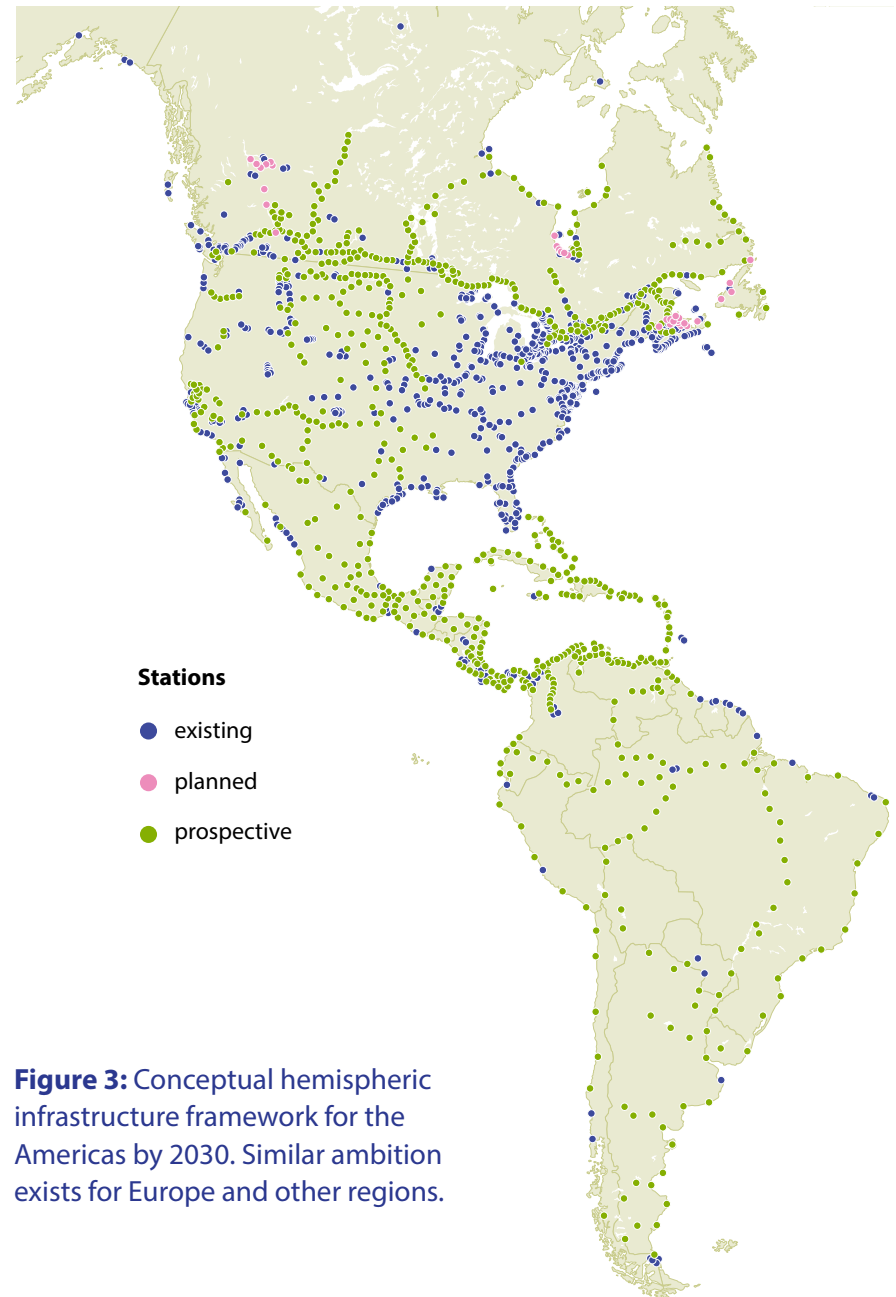 Stations
existing
planned
prospective
Figure 3: Conceptual hemispheric
infrastructure framework for the
Americas by 2030. Similar ambition
exists for Europe and other regions.